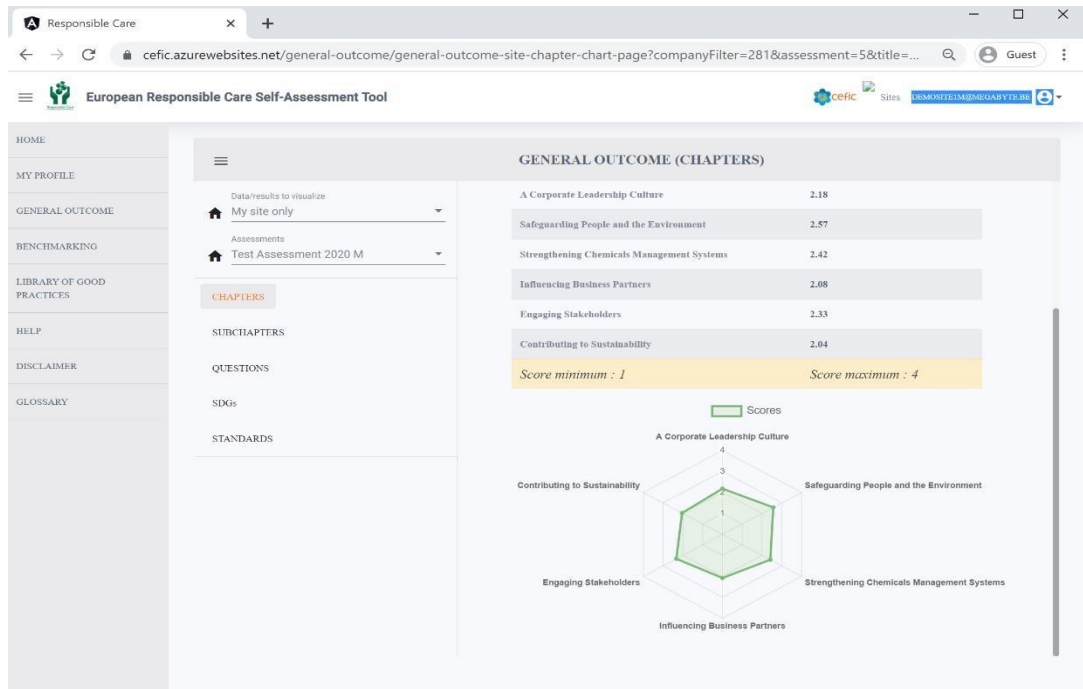 Responsible Care
cefic.azurewebsites.net/general-outcome/general-outcome-site-chapter-chart-page?companyFilter=281&assessment=5&title=...
Guest
European Responsible Care Self-Assessment Tool
cefic
Sites
DEMOSITE1M@MEGABYTE.BE
HOME
MY PROFILE
GENERAL OUTCOME
BENCHMARKING
LIBRARY OF GOOD
PRACTICES
HELP
DISCLAIMER
GLOSSARY
GENERAL OUTCOME (CHAPTERS)
Data/results to visualize
My site only
Assessments
Test Assessment 2020 M
CHAPTERS
SUBCHAPTERS
QUESTIONS
SDGs
STANDARDS
A Corporate Leadership Culture 2.18
Safeguarding People and the Environment 2.57
Strengthening Chemicals Management Systems 2.42
Influencing Business Partners 2.08
Engaging Stakeholders 2.33
Contributing to Sustainability 2.04
Score minimum : 1 Score maximum : 4
Scores
A Corporate Leadership Culture
4
3
2
1
Contributing to Sustainability
Safeguarding People and the Environment
Engaging Stakeholders
Strengthening Chemicals Management Systems
Influencing Business Partners